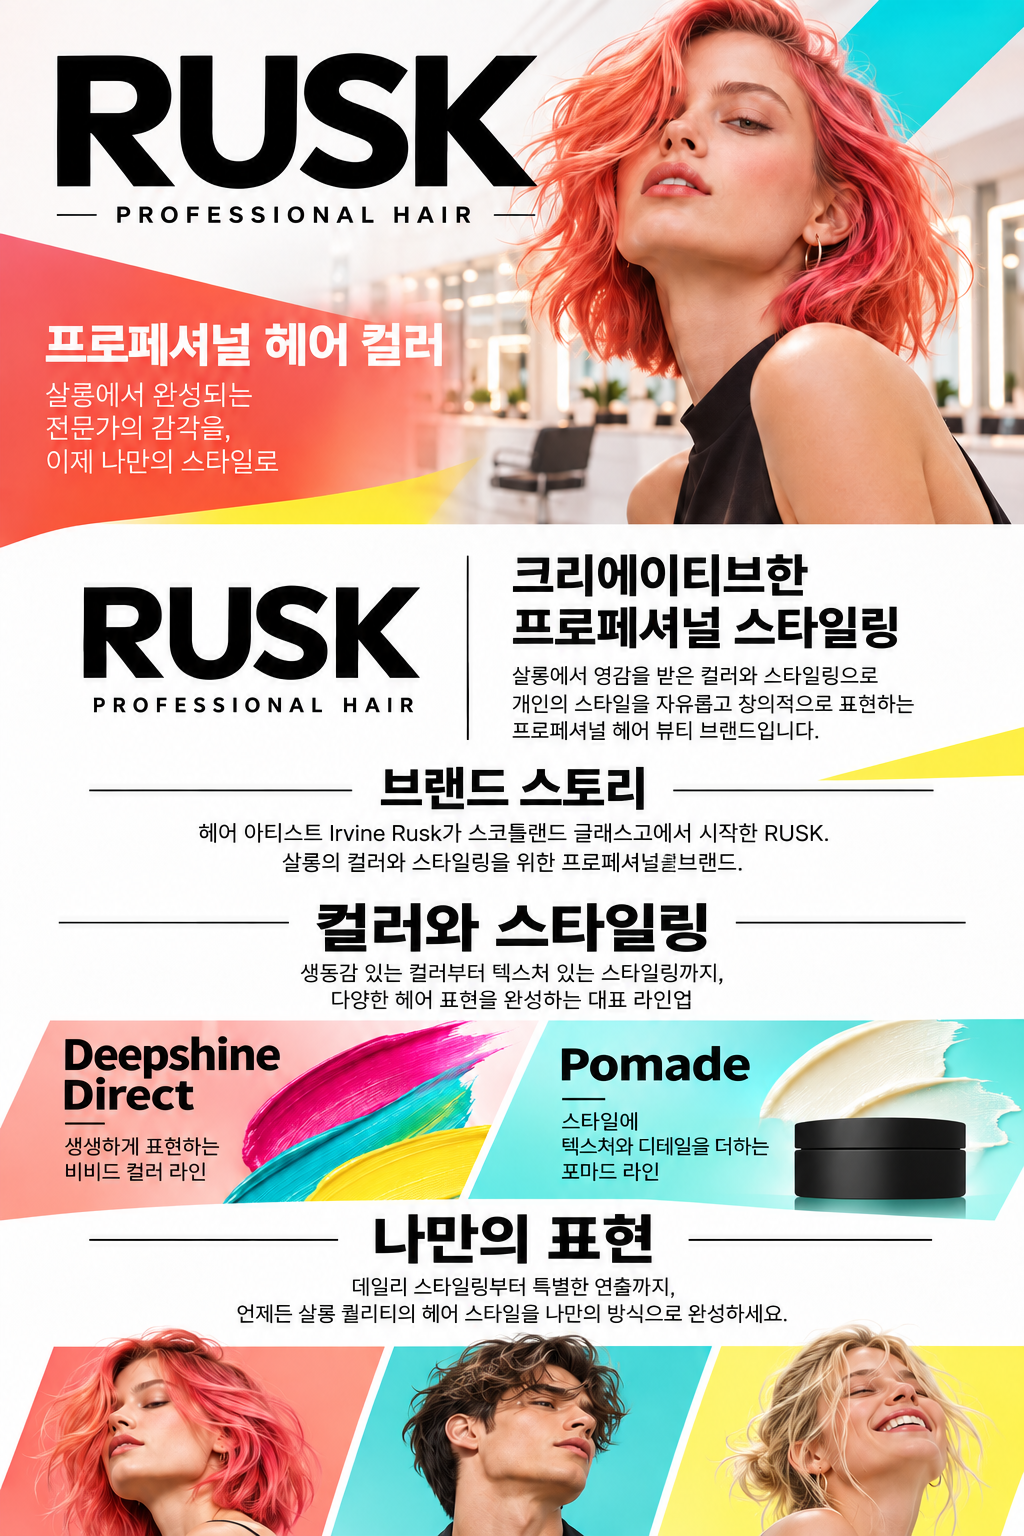 RUSK
PROFESSIONAL HAIR
프로페셔널 헤어 컬러
살롱에서 완성되는
전문가의 감각을,
이제 나만의 스타일로
RUSK
PROFESSIONAL HAIR
크리에이티브한
프로페셔널 스타일링
살롱에서 영감을 받은 컬러와 스타일링으로
개인의 스타일을 자유롭고 창의적으로 표현하는
프로페셔널 헤어 뷰티 브랜드입니다.
브랜드 스토리
헤어 아티스트 Irvine Rusk가 스코틀랜드 글래스고에서 시작한 RUSK.
살롱의 컬러와 스타일링을 위한
컬러와 스타일링
생동감 있는 컬러부터 텍스처 있는 스타일링까지,
다양한 헤어 표현을 완성하는 대표 라인업
Deepshine
Direct
생생하게 표현하는
비비드 컬러 라인
Pomade
스타일에
텍스처와 디테일을 더하는
포마드 라인
나만의 표현
데일리 스타일링부터 특별한 연출까지,
언제든 살롱 퀄리티의 헤어 스타일을 나만의 방식으로 완성하세요.